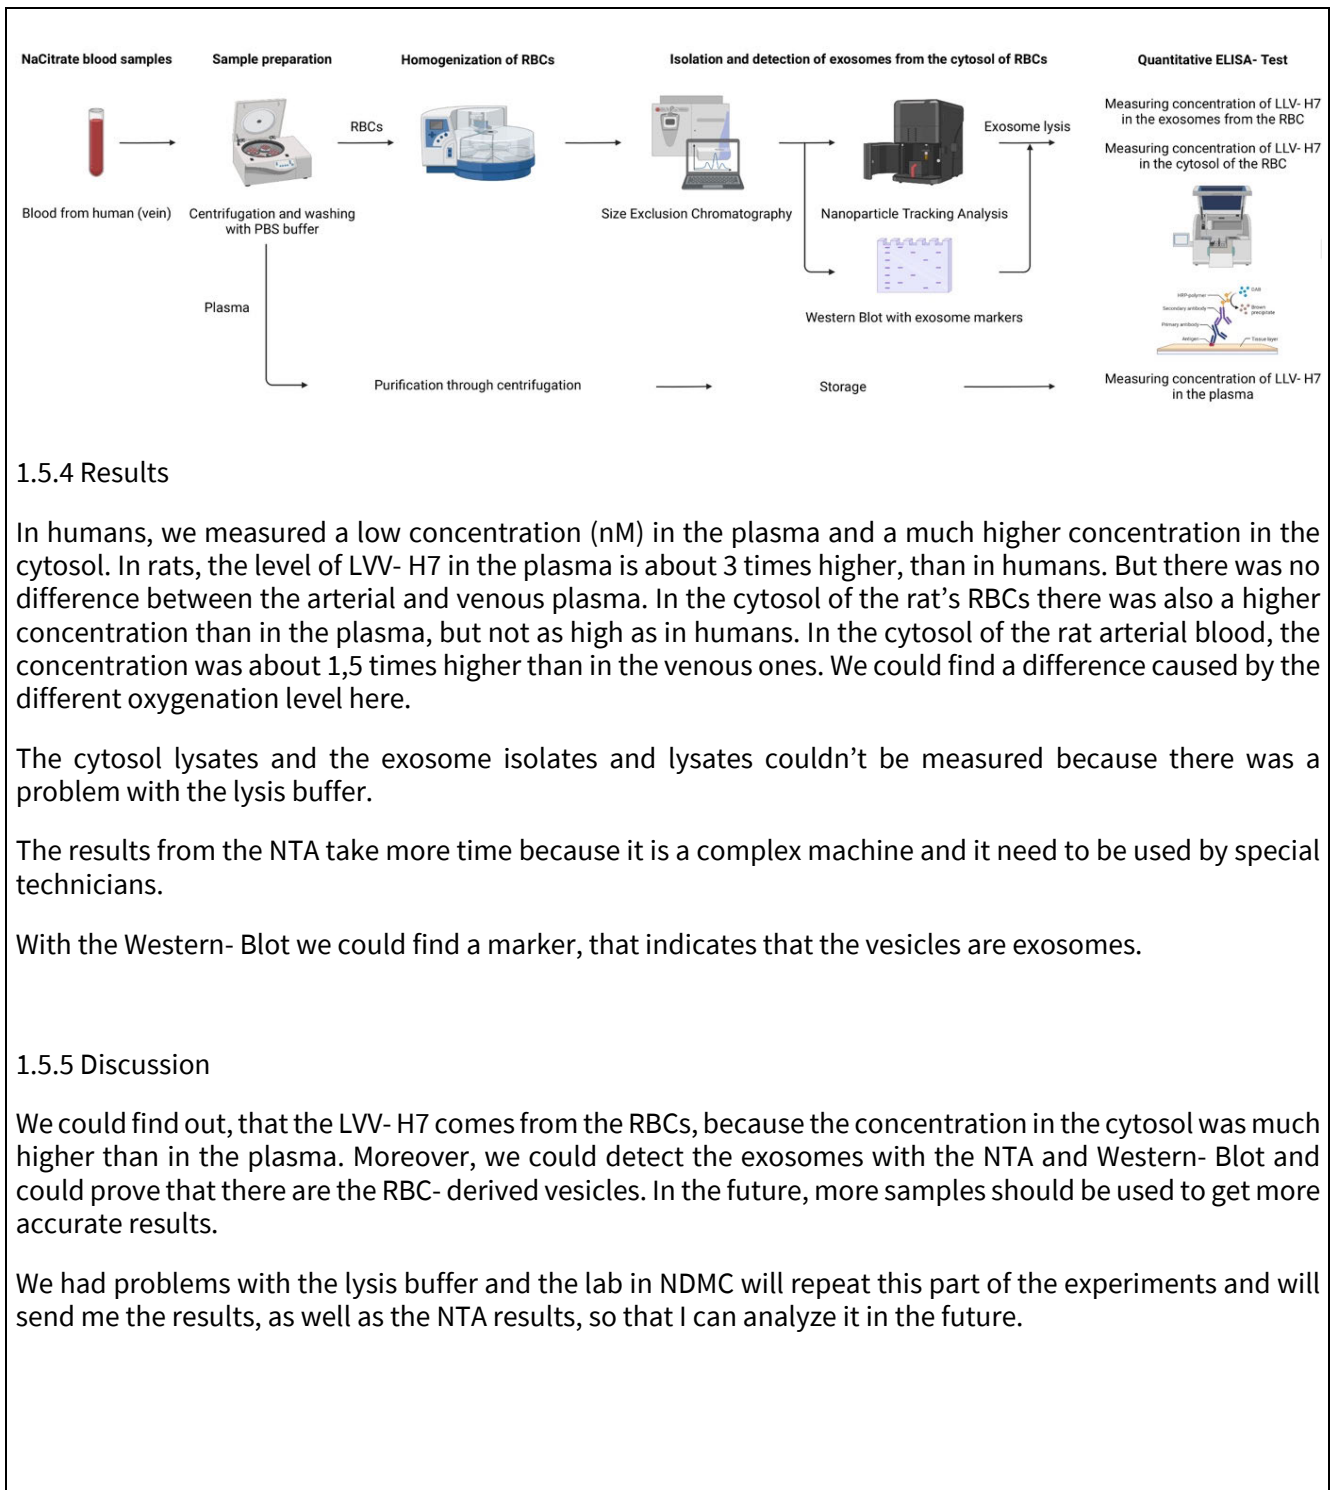 NaCitrate blood samples
Sample preparation
Homogenization of RBCs
Isolation and detection of exosomes from the cytosol of RBCs
Quantitative ELISA- Test
RBCs
Exosome lysis
Measuring concentration of LLV- H7
in the exosomes from the RBC
Measuring concentration of LLV- H7
in the cytosol of the RBC
Blood from human (vein)
Centrifugation and washing
with PBS buffer
Size Exclusion Chromatography
Nanoparticle Tracking Analysis
Plasma
Western Blot with exosome markers
HRP-polymer
DAB
Secondary antibody
Brown
precipitate
Primary antibody
Antigen
Tissue layer
Purification through centrifugation
Storage
Measuring concentration of LLV- H7
in the plasma
1.5.4 Results
In humans, we measured a low concentration (nM) in the plasma and a much higher concentration in the
cytosol. In rats, the level of LVV- H7 in the plasma is about 3 times higher, than in humans. But there was no
difference between the arterial and venous plasma. In the cytosol of the rat’s RBCs there was also a higher
concentration than in the plasma, but not as high as in humans. In the cytosol of the rat arterial blood, the
concentration was about 1,5 times higher than in the venous ones. We could find a difference caused by the
different oxygenation level here.
The cytosol lysates and the exosome isolates and lysates couldn’t be measured because there was a
problem with the lysis buffer.
The results from the NTA take more time because it is a complex machine and it need to be used by special
technicians.
With the Western- Blot we could find a marker, that indicates that the vesicles are exosomes.
1.5.5 Discussion
We could find out, that the LVV- H7 comes from the RBCs, because the concentration in the cytosol was much
higher than in the plasma. Moreover, we could detect the exosomes with the NTA and Western- Blot and
could prove that there are the RBC- derived vesicles. In the future, more samples should be used to get more
accurate results.
We had problems with the lysis buffer and the lab in NDMC will repeat this part of the experiments and will
send me the results, as well as the NTA results, so that I can analyze it in the future.